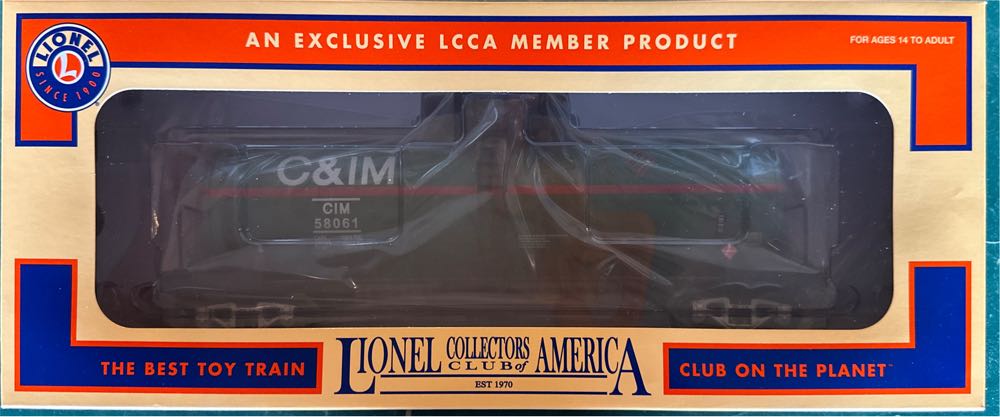 LIONEL
L
SINCE 1900
AN EXCLUSIVE LCCA MEMBER PRODUCT
FOR AGES 14 TO ADULT
C&IM
CIM
58061
THE BEST TOY TRAIN
LIONEL COLLECTORS CLUB of AMERICA
EST 1970
CLUB ON THE PLANET™